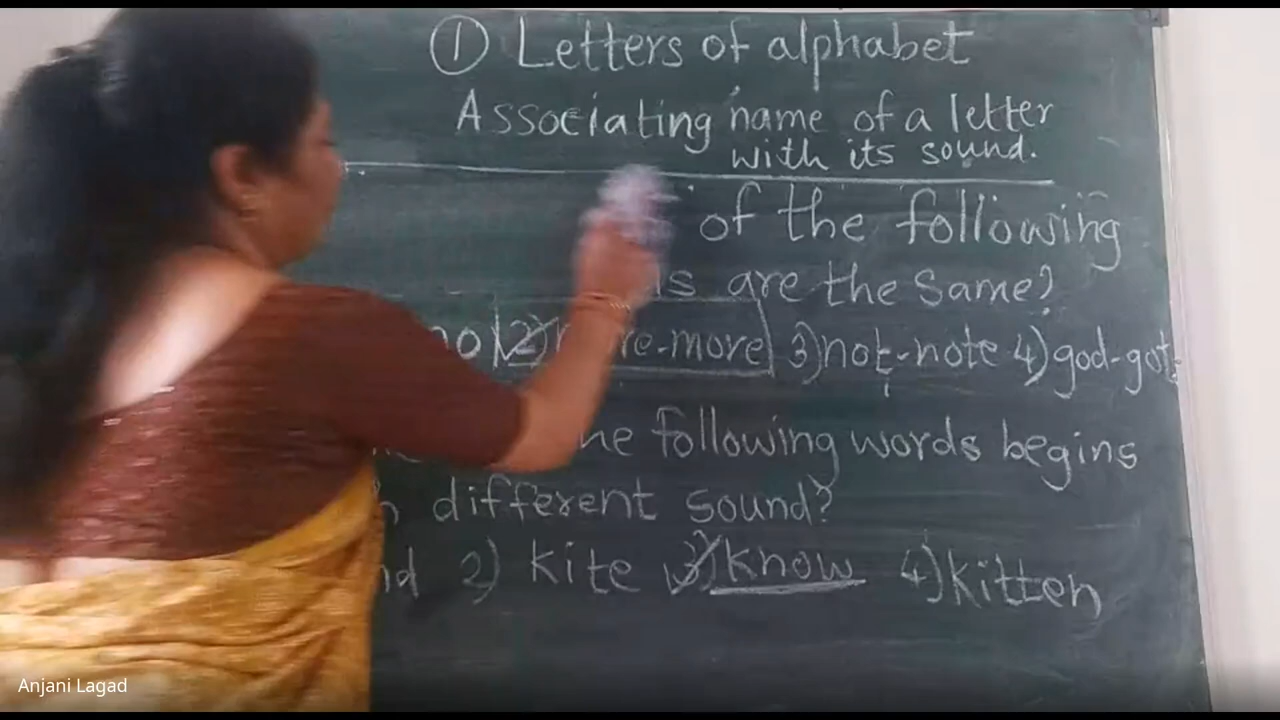 ① Letters of alphabet
Associating name of a letter
with its sound.
of the following
are the same?
2) re-more 3) not-note 4) god-got
following words begins
different sound?
2) kite 3) know 4) kitten
Anjani Lagad